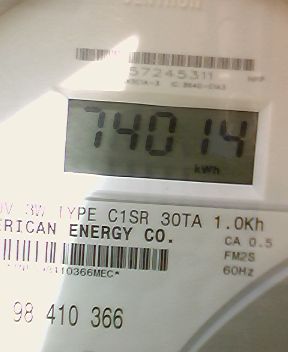 57245311
74014
kWh
3W TYPE C1SR 30TA 1.0Kh
ERICAN ENERGY CO.
CA 0.5
FM2S
60Hz
98 410 366